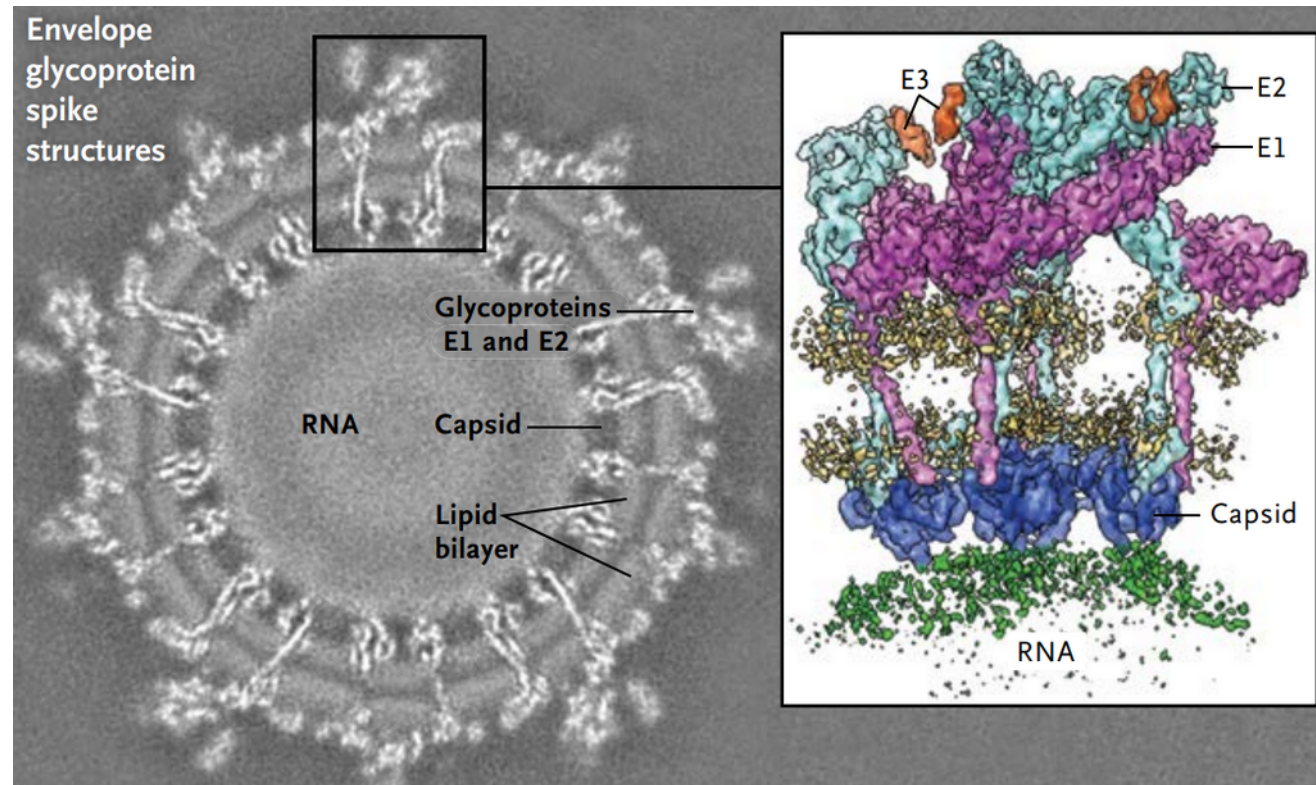 Envelope
glycoprotein
spike
structures
Glycoproteins
E1 and E2
RNA
Capsid
Lipid
bilayer
E3
E2
E1
Capsid
RNA